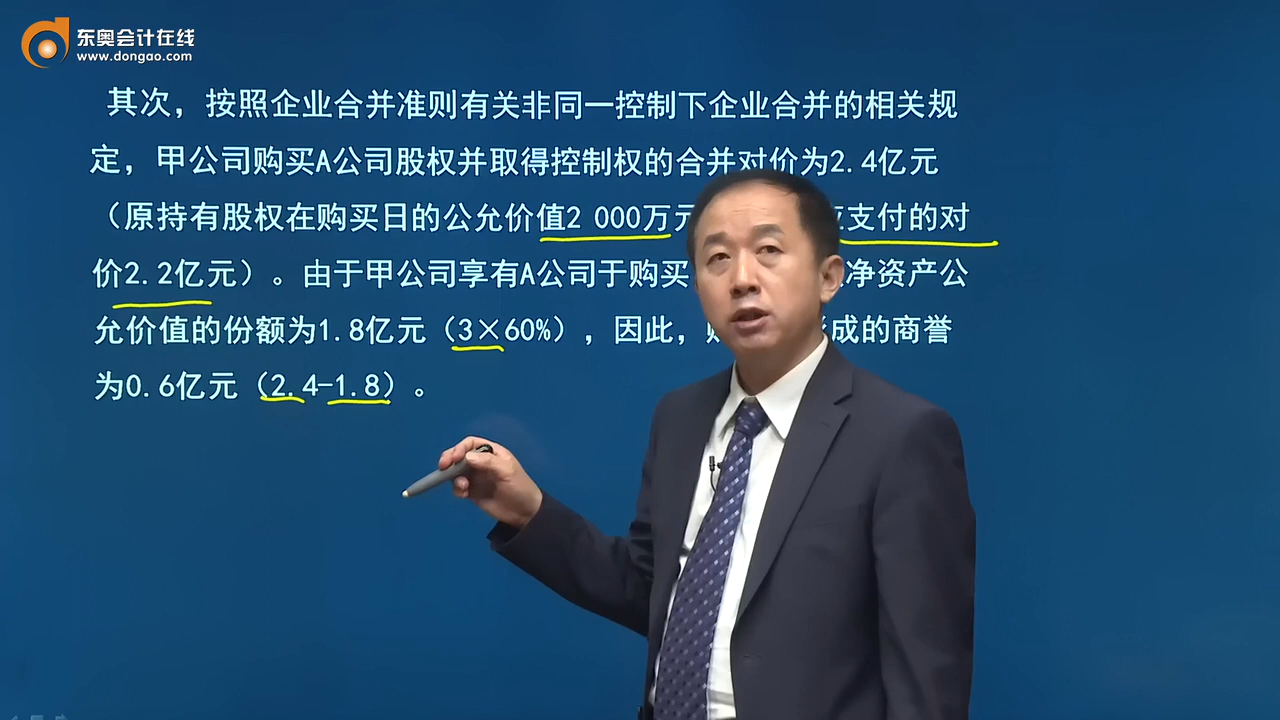 东奥会计在线
www.dongao.com
其次，按照企业合并准则有关非同一控制下企业合并的相关规
定，甲公司购买A公司股权并取得控制权的合并对价为2.4亿元
（原持有股权在购买日的公允价值2 000万元 支付的对
价2.2亿元）。由于甲公司享有A公司于购买 净资产公
允价值的份额为1.8亿元（3×60%），因此， 成的商誉
为0.6亿元（2.4-1.8）。